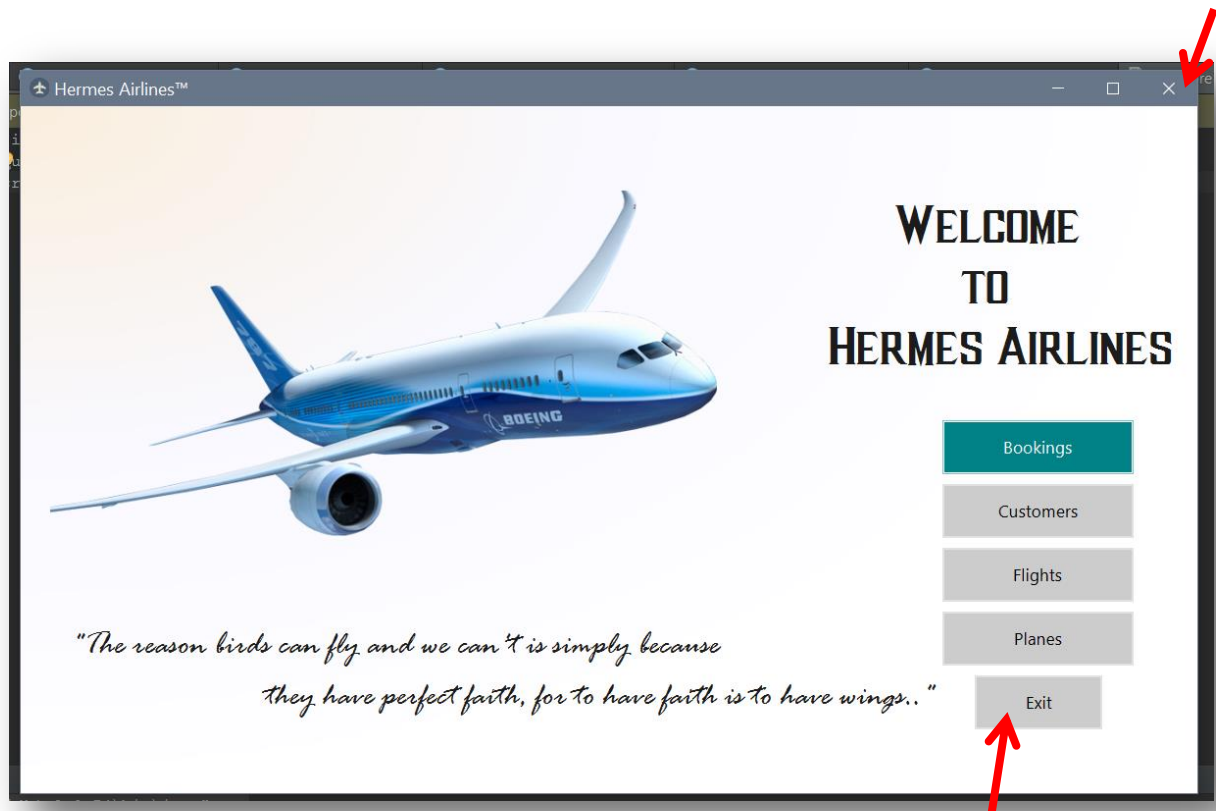 Hermes Airlines™
WELCOME
TO
HERMES AIRLINES
BOEING
Bookings
Customers
Flights
Planes
"The reason birds can fly and we can't is simply because
they have perfect faith, for to have faith is to have wings.."
Exit